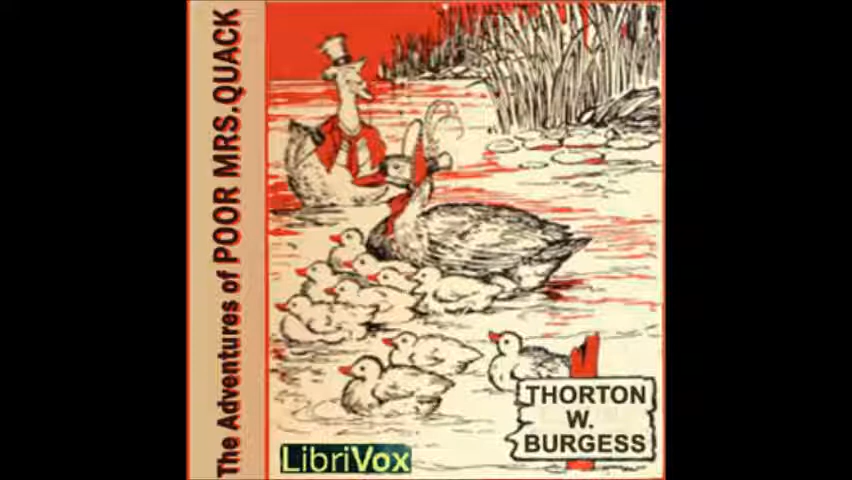 The Adventures of POOR MRS.QUACK
THORTON
W.
BURGESS
LibriVox